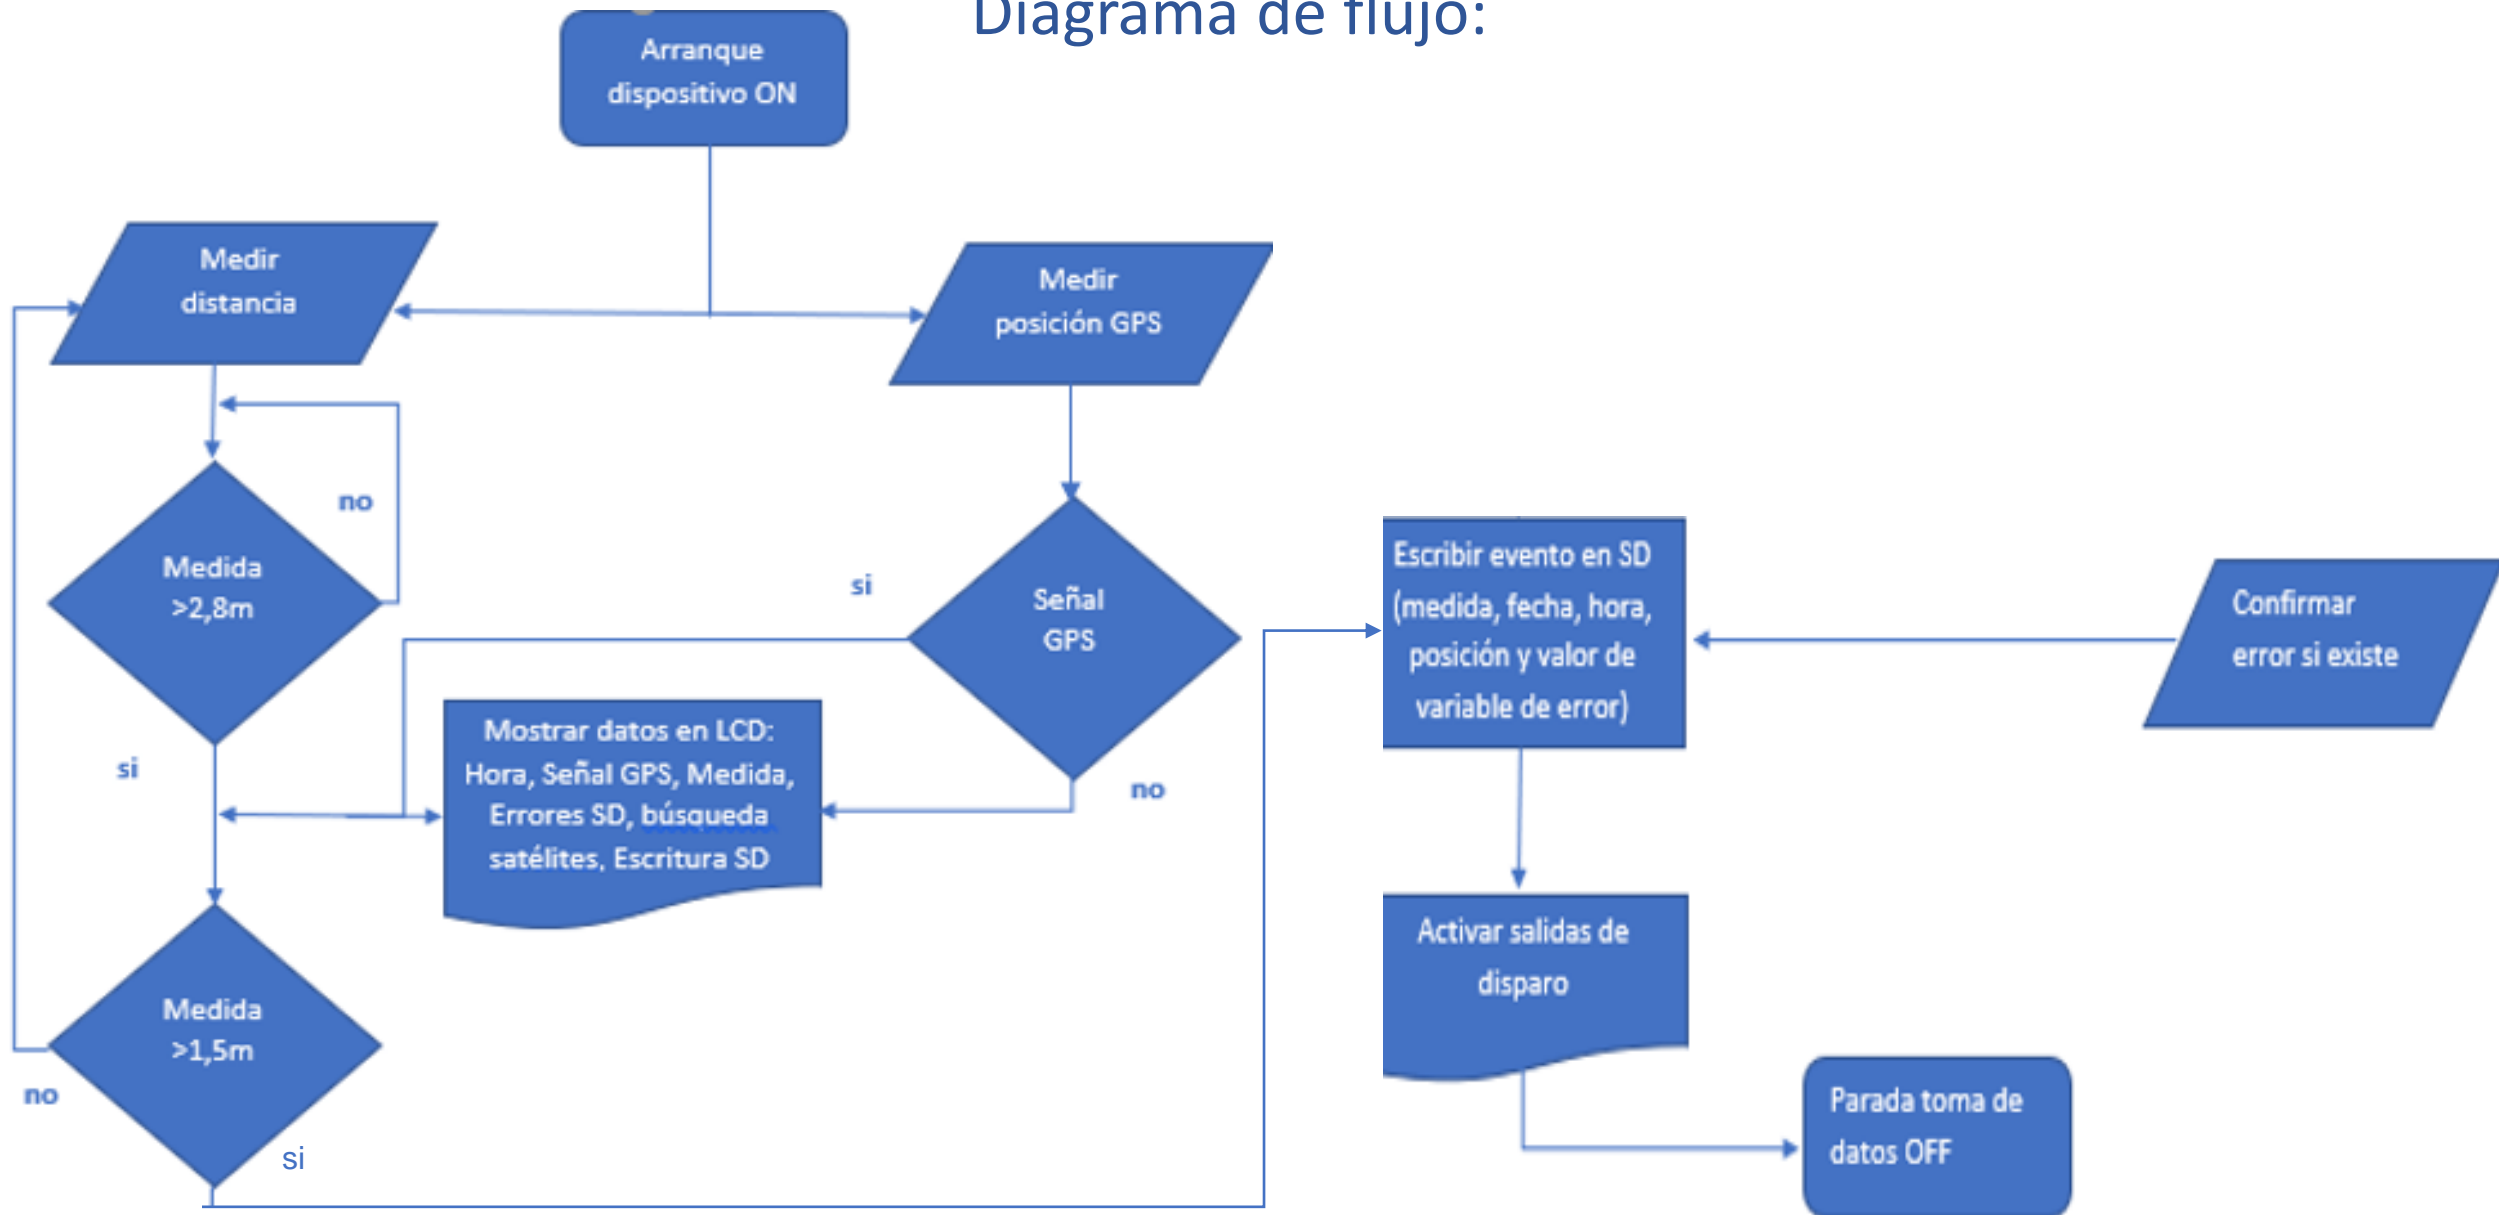 Diagrama de flujo:
Arranque
dispositivo ON
Medir
distancia
Medir
posición GPS
no
Medida
>2,8m
si
Señal
GPS
si
no
Mostrar datos en LCD:
Hora, Señal GPS, Medida,
Errores SD, búsqueda
satélites, Escritura SD
Medida
>1,5m
no
si
Escribir evento en SD
(medida, fecha, hora,
posición y valor de
variable de error)
Confirmar
error si existe
Activar salidas de
disparo
Parada toma de
datos OFF